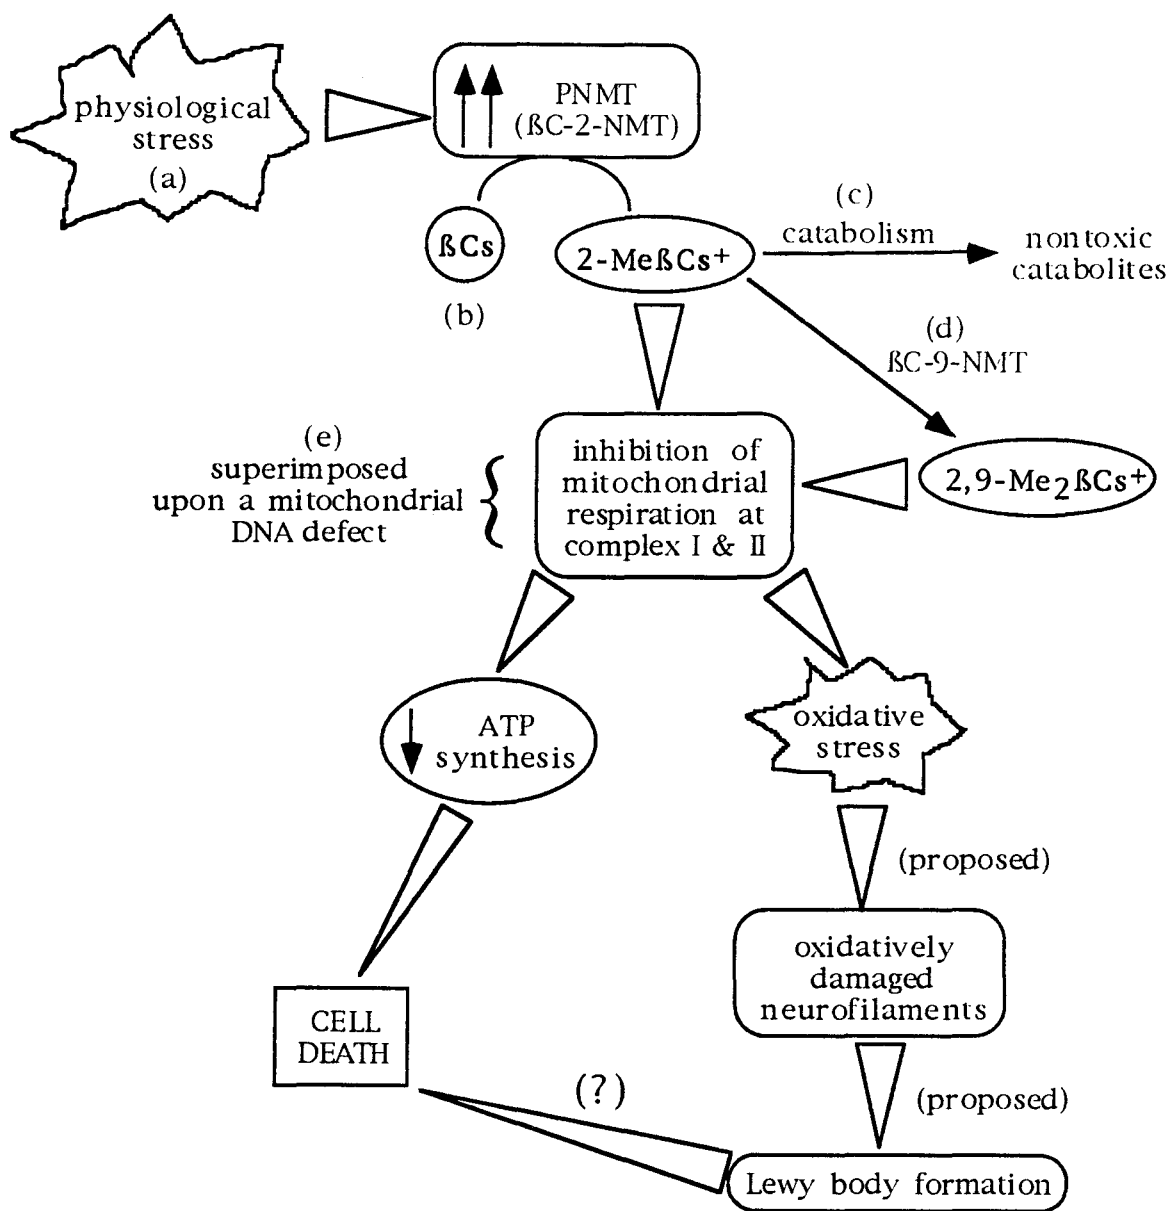 physiological
stress
(a)
PNMT
(ßC-2-NMT)
ßCs
(b)
2-MeßCs+
(c)
catabolism
nontoxic
catabolites
(d)
ßC-9-NMT
2,9-Me2ßCs+
(e)
superimposed
upon a mitochondrial
DNA defect
inhibition of
mitochondrial
respiration at
complex I & II
ATP
synthesis
oxidative
stress
(proposed)
oxidatively
damaged
neurofilaments
CELL
DEATH
(?)
(proposed)
Lewy body formation